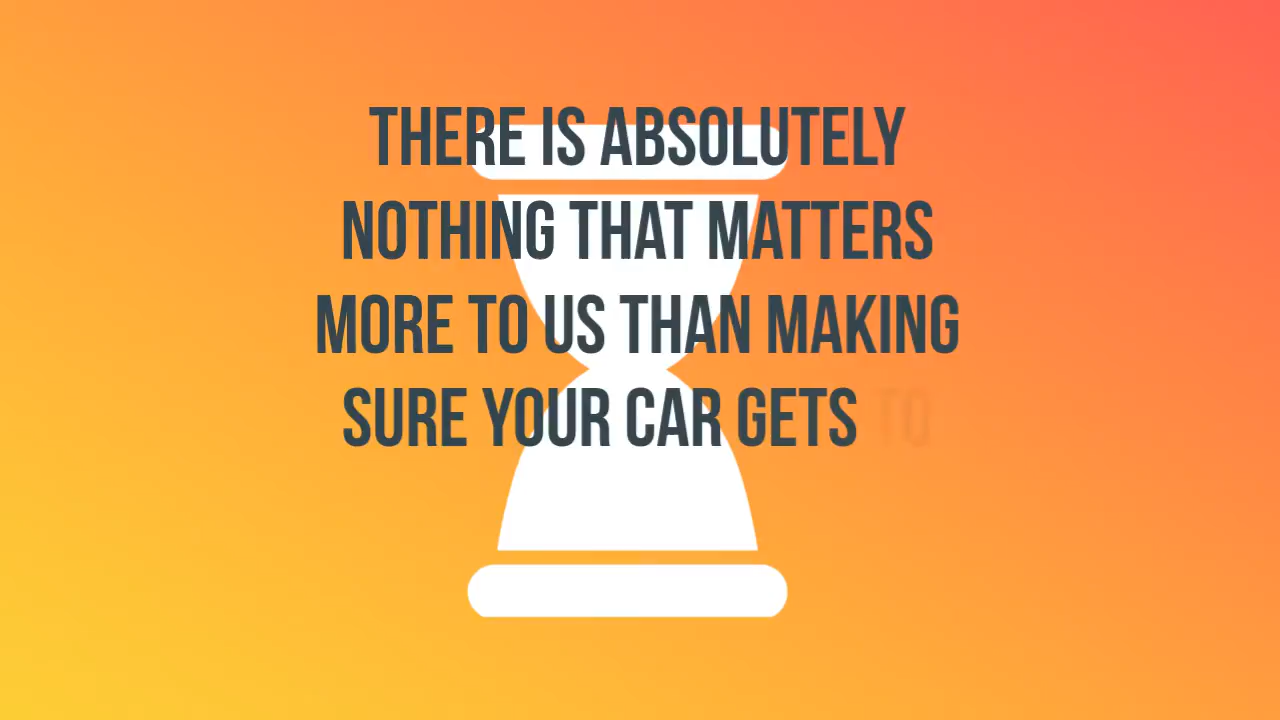 THERE IS ABSOLUTELY
NOTHING THAT MATTERS
MORE TO US THAN MAKING
SURE YOUR CAR GETS TO